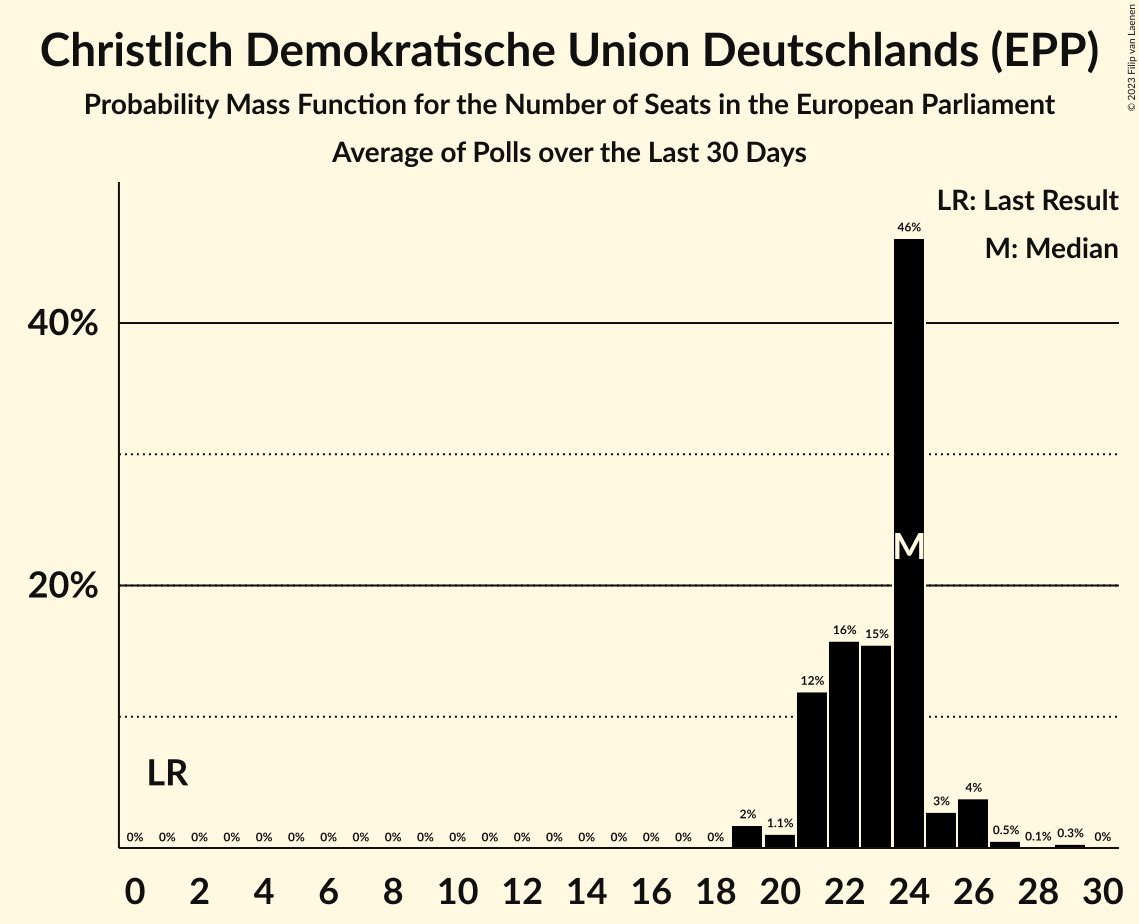 Christlich Demokratische Union Deutschlands (EPP)
Probability Mass Function for the Number of Seats in the European Parliament
Average of Polls over the Last 30 Days
© 2023 Filip van Laenen
LR: Last Result
M: Median
46%
40%
M
20%
16%
15%
12%
LR
4%
3%
2%
1.1%
0.5%
0.1%
0.3%
0% 0% 0% 0% 0% 0% 0% 0% 0% 0% 0% 0% 0% 0% 0% 0% 0% 0% 0% 0%
0 2 4 6 8 10 12 14 16 18 20 22 24 26 28 30